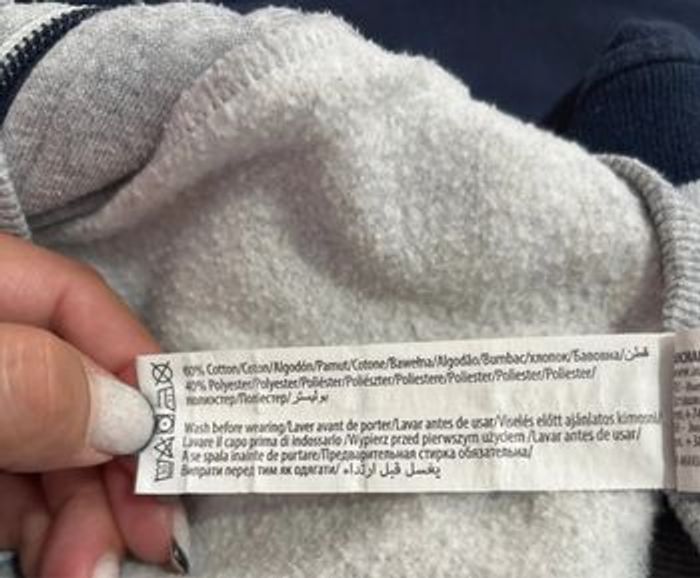 60% Cotton/Coton/Algodón/Pamut/Cotone/Bawełna/Algodão/Bumbac/хлопок/Бавовна/قطن
40% Polyester/Polyester/Poliéster/Poliészter/Poliestere/Poliester/Poliester/Poliester/
полиэстер/Поліестер/بوليستر
Wash before wearing/Laver avant de porter/Lavar antes de usar/Viselés előtt ajánlatos kimosni/
Lavare il capo prima di indossarlo /Wypierz przed pierwszym użyciem /Lavar antes de usar/
A se spala inainte de purtare/Предварительная стирка обязательна/
Випрати перед тим як одягати/ يغسل قبل ارتداء